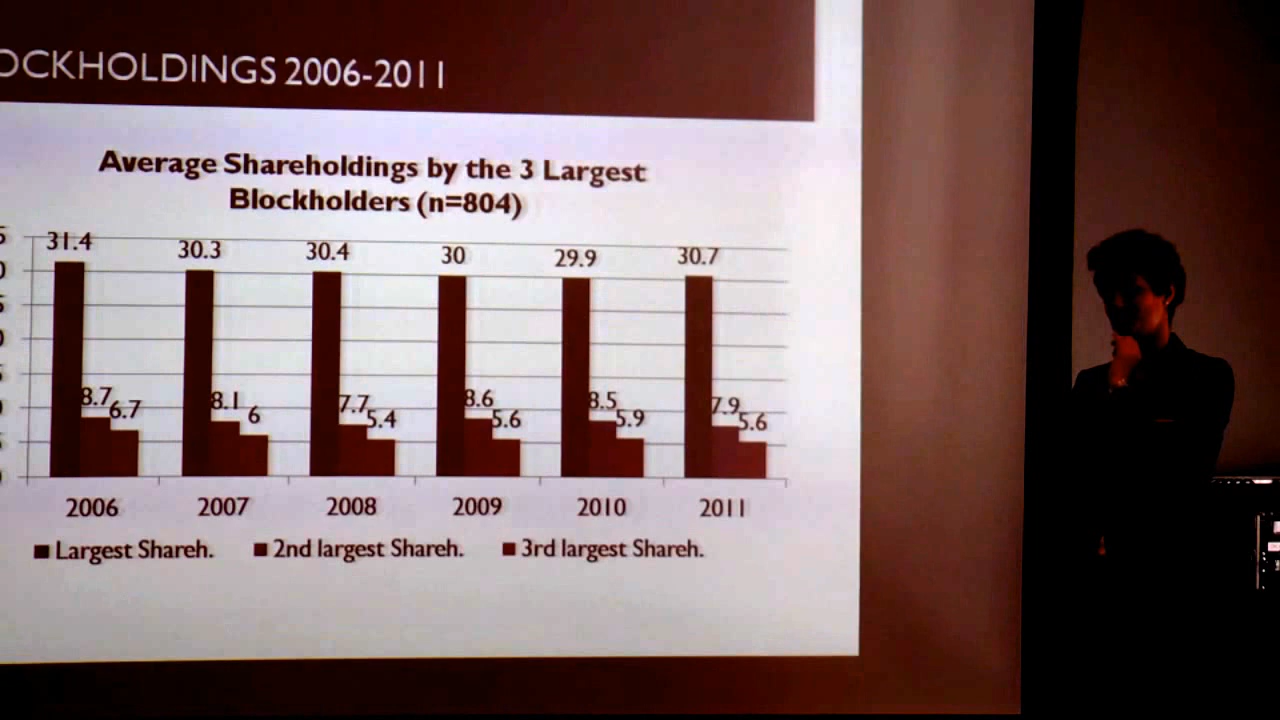 OCKHOLDINGS 2006-2011
Average Shareholdings by the 3 Largest
Blockholders (n=804)
31.4 30.3 30.4 30 29.9 30.7
8.7 6.7 8.1 6 7.7 5.4 8.6 5.6 8.5 5.9 7.9 5.6
2006 2007 2008 2009 2010 2011
Largest Shareh. 2nd largest Shareh. 3rd largest Shareh.